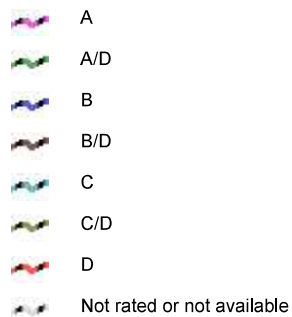 A
A/D
B
B/D
C
C/D
D
Not rated or not available